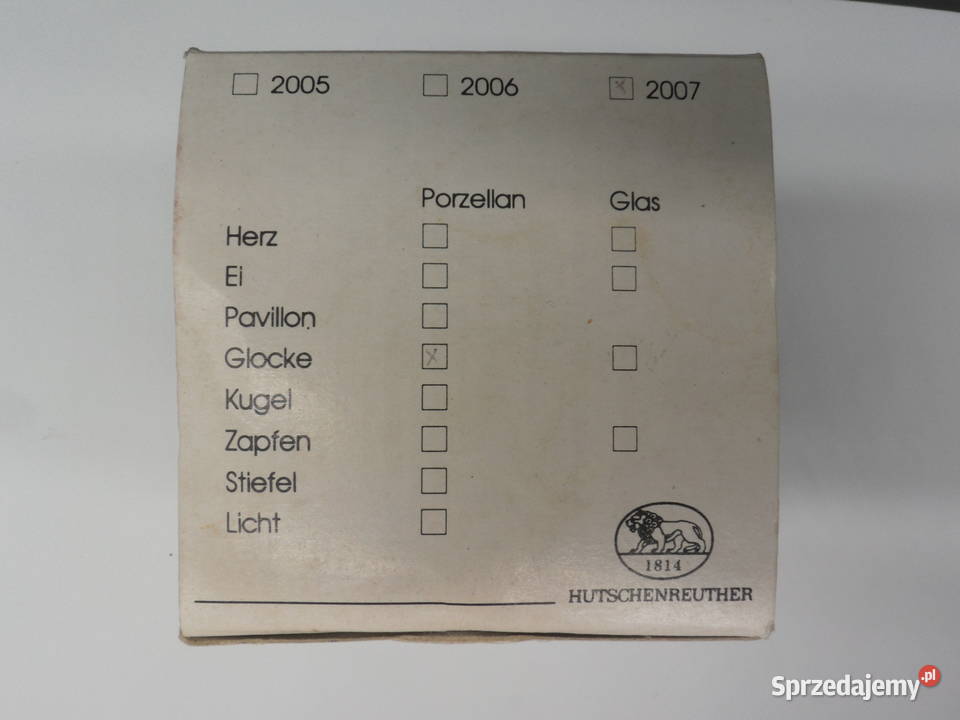 ☐ 2005 ☐ 2006 ☒ 2007
Porzellan Glas
Herz ☐ ☐
Ei ☐ ☐
Pavillon ☐
Glocke ☒ ☐
Kugel ☐
Zapfen ☐ ☐
Stiefel ☐
Licht ☐
1814
HUTSCHENREUTHER
Sprzedajemy.pl